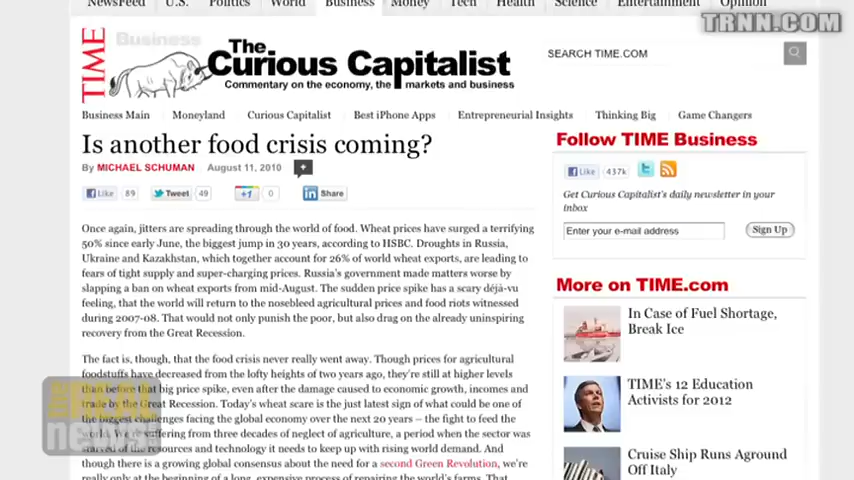 NewsFeed U.S. Politics World Business Money Tech Health Science Entertainment Opinion
TRNN.COM
TIME
Business
The
Curious Capitalist
Commentary on the economy, the markets and business
SEARCH TIME.COM
Business Main Moneyland Curious Capitalist Best iPhone Apps Entrepreneurial Insights Thinking Big Game Changers
Is another food crisis coming?
By MICHAEL SCHUMAN August 11, 2010 +
Like 89 Tweet 49 +1 0 in Share
Once again, jitters are spreading through the world of food. Wheat prices have surged a terrifying
50% since early June, the biggest jump in 30 years, according to HSBC. Droughts in Russia,
Ukraine and Kazakhstan, which together account for 26% of world wheat exports, are leading to
fears of tight supply and super-charging prices. Russia's government made matters worse by
slapping a ban on wheat exports from mid-August. The sudden price spike has a scary déjà-vu
feeling, that the world will return to the nosebleed agricultural prices and food riots witnessed
during 2007-08. That would not only punish the poor, but also drag on the already uninspiring
recovery from the Great Recession.
The fact is, though, that the food crisis never really went away. Though prices for agricultural
foodstuffs have decreased from the lofty heights of two years ago, they're still at higher levels
than before that big price spike, even after the damage caused to economic growth, incomes and
trade by the Great Recession. Today's wheat scare is the just latest sign of what could be one of
the biggest challenges facing the global economy over the next 20 years – the fight to feed the
world. We're suffering from three decades of neglect of agriculture, a period when the sector was
starved of the resources and technology it needs to keep up with rising world demand. And
though there is a growing global consensus about the need for a second Green Revolution, we're
really only at the beginning of a long, expensive process of repairing the world's farms. That
Follow TIME Business
Like 437k
Get Curious Capitalist's daily newsletter in your
inbox
Enter your e-mail address Sign Up
More on TIME.com
In Case of Fuel Shortage,
Break Ice
TIME's 12 Education
Activists for 2012
Cruise Ship Runs Aground
Off Italy
news